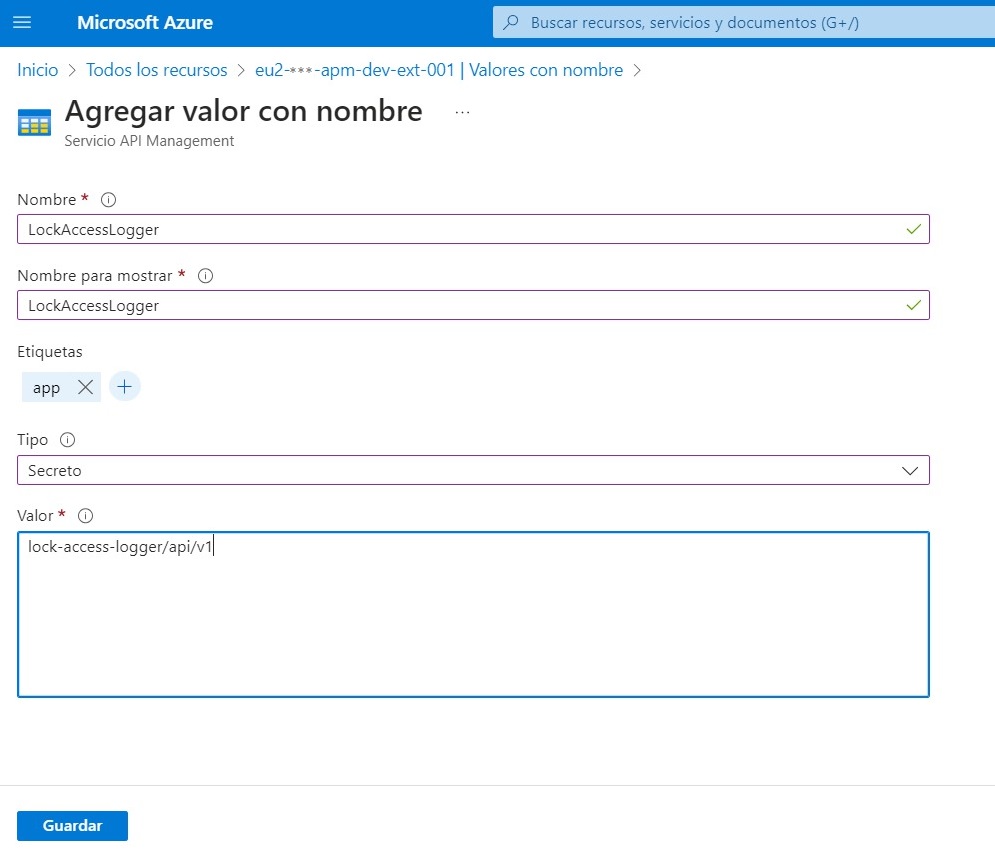 Microsoft Azure
Buscar recursos, servicios y documentos (G+/)
Inicio > Todos los recursos > eu2-***-apm-dev-ext-001 | Valores con nombre >
Agregar valor con nombre ...
Servicio API Management
Nombre *
LockAccessLogger
Nombre para mostrar *
LockAccessLogger
Etiquetas
app
Tipo
Secreto
Valor *
lock-access-logger/api/v1
Guardar